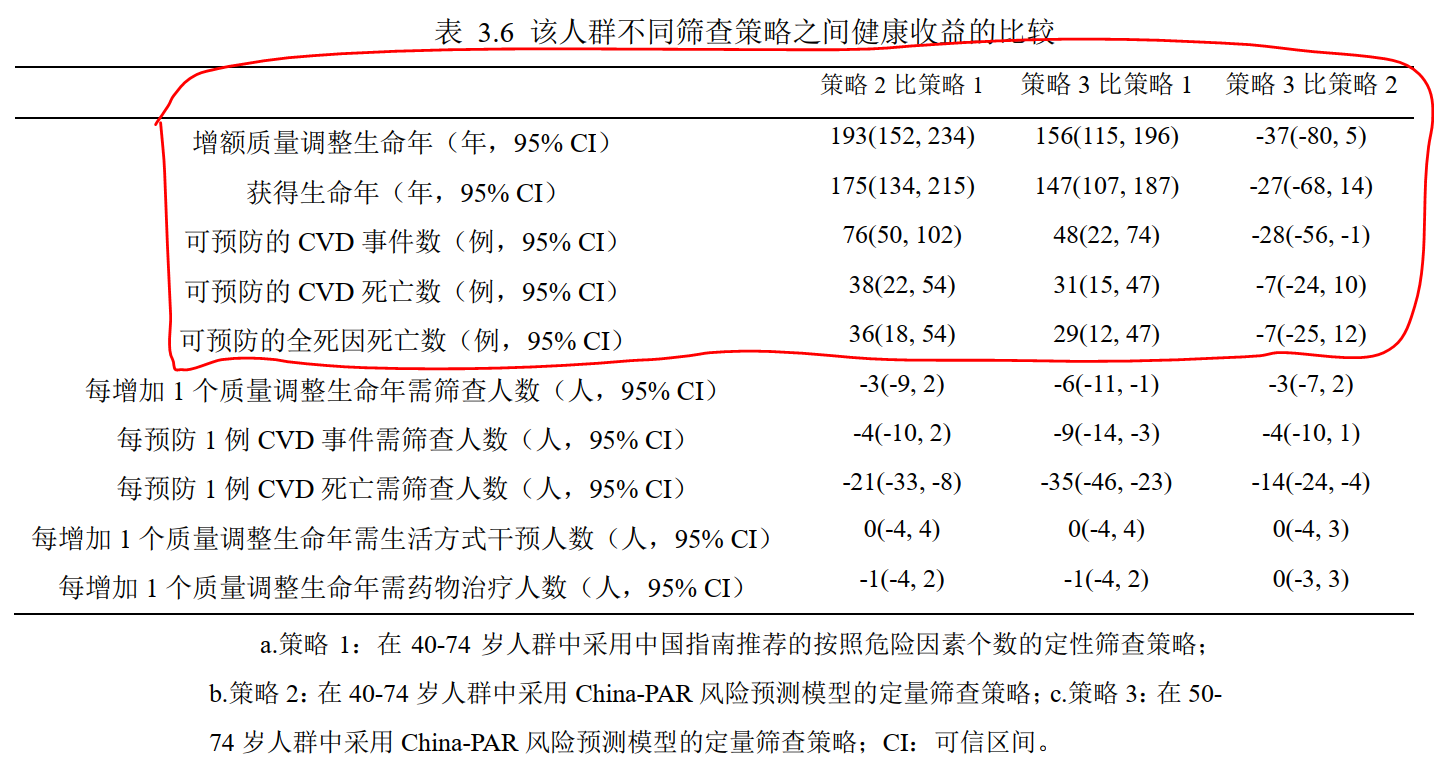 表 3.6 该人群不同筛查策略之间健康收益的比较
策略 2 比策略 1 策略 3 比策略 1 策略 3 比策略 2
增额质量调整生命年（年，95% CI） 193(152, 234) 156(115, 196) -37(-80, 5)
获得生命年（年，95% CI） 175(134, 215) 147(107, 187) -27(-68, 14)
可预防的 CVD 事件数（例，95% CI） 76(50, 102) 48(22, 74) -28(-56, -1)
可预防的 CVD 死亡数（例，95% CI） 38(22, 54) 31(15, 47) -7(-24, 10)
可预防的全死因死亡数（例，95% CI） 36(18, 54) 29(12, 47) -7(-25, 12)
每增加 1 个质量调整生命年需筛查人数（人，95% CI） -3(-9, 2) -6(-11, -1) -3(-7, 2)
每预防 1 例 CVD 事件需筛查人数（人，95% CI） -4(-10, 2) -9(-14, -3) -4(-10, 1)
每预防 1 例 CVD 死亡需筛查人数（人，95% CI） -21(-33, -8) -35(-46, -23) -14(-24, -4)
每增加 1 个质量调整生命年需生活方式干预人数（人，95% CI） 0(-4, 4) 0(-4, 4) 0(-4, 3)
每增加 1 个质量调整生命年需药物治疗人数（人，95% CI） -1(-4, 2) -1(-4, 2) 0(-3, 3)
a.策略 1：在 40-74 岁人群中采用中国指南推荐的按照危险因素个数的定性筛查策略；
b.策略 2：在 40-74 岁人群中采用 China-PAR 风险预测模型的定量筛查策略；c.策略 3：在 50-
74 岁人群中采用 China-PAR 风险预测模型的定量筛查策略；CI：可信区间。